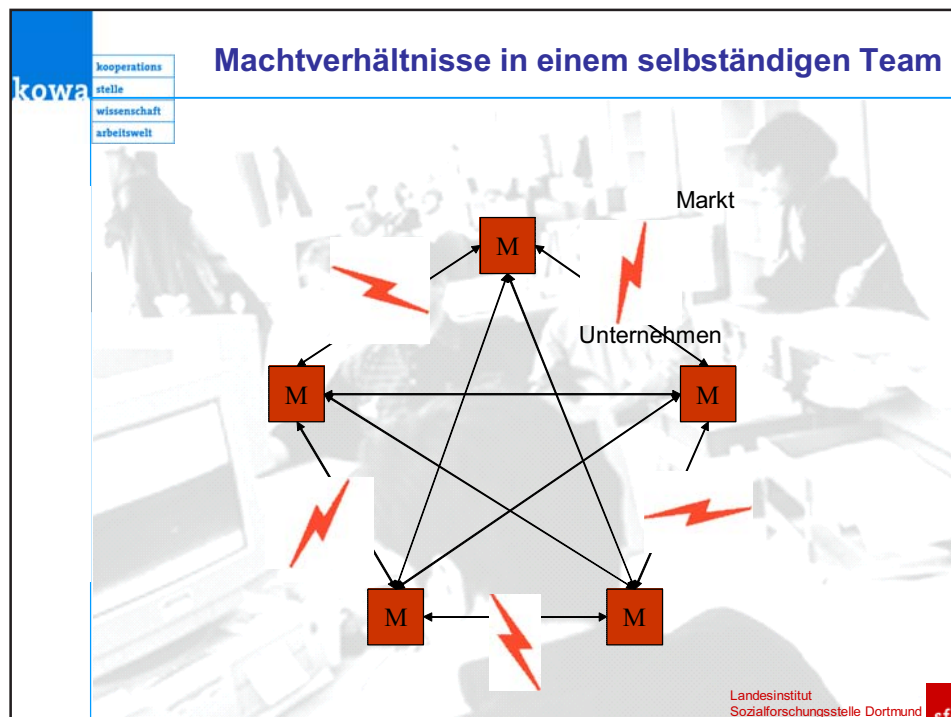 Machtverhältnisse in einem selbständigen Team
kowa
kooperations
stelle
wissenschaft
arbeitswelt
Markt
M
Unternehmen
M
M
M
M
Landesinstitut
Sozialforschungsstelle Dortmund